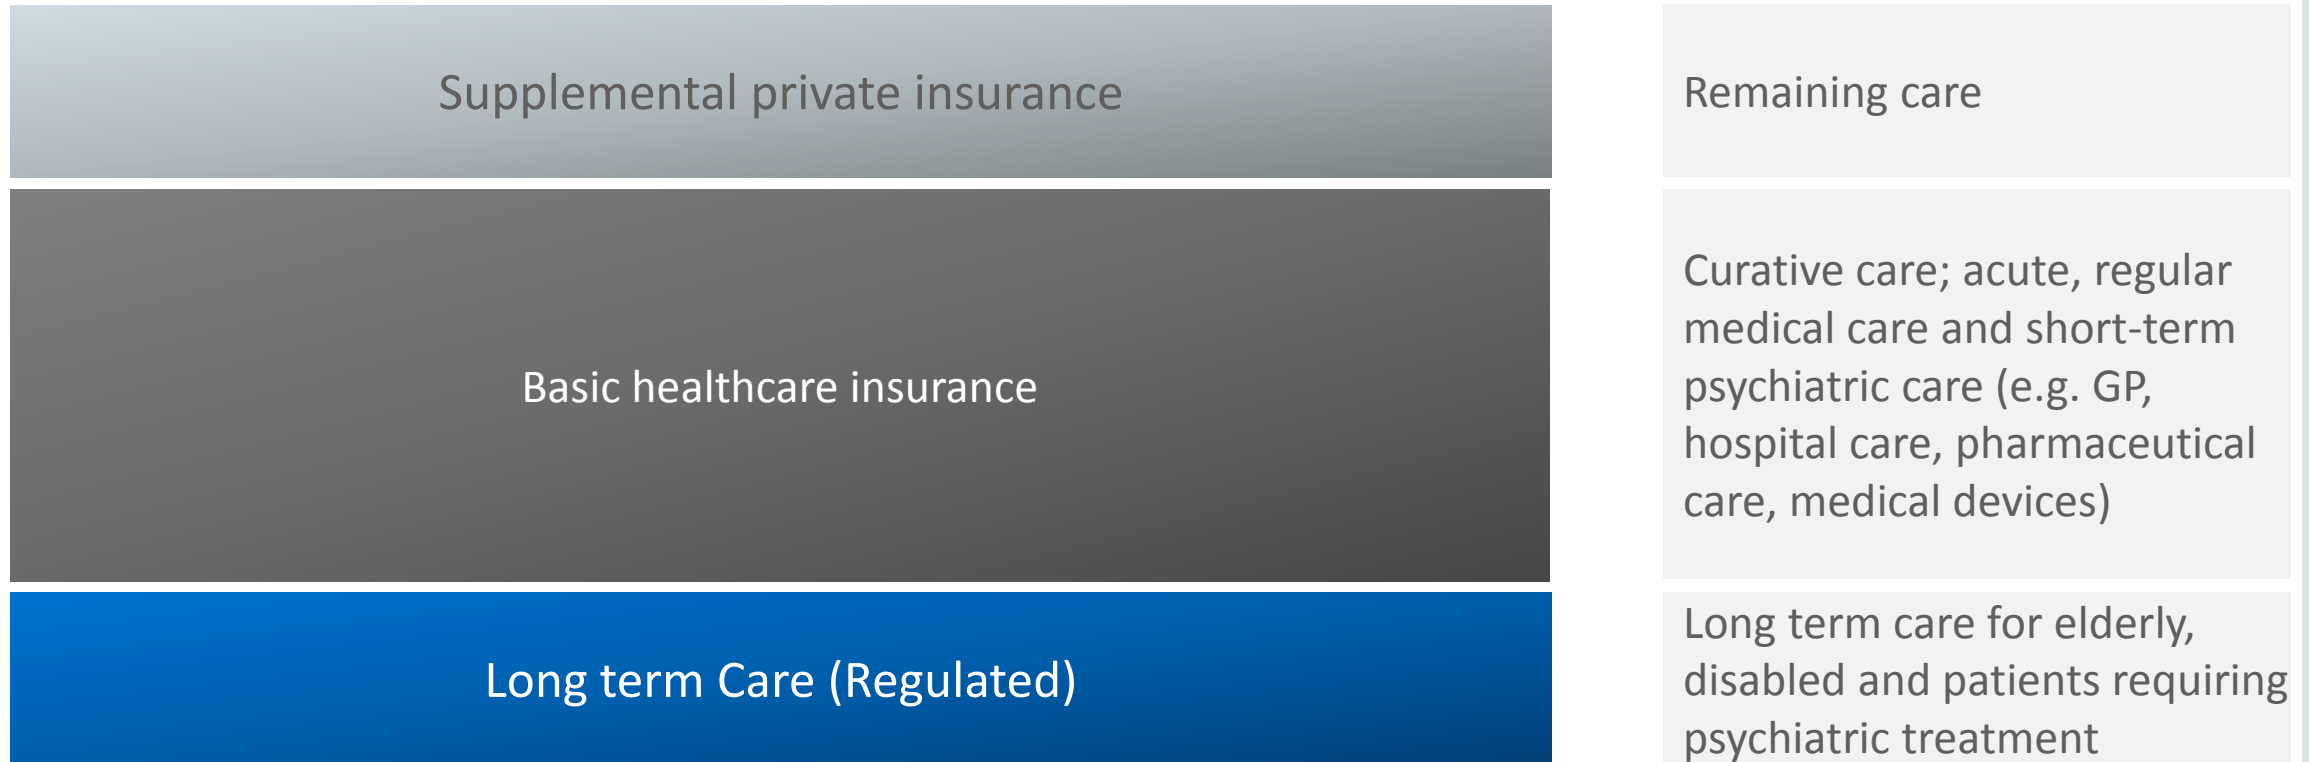 Supplemental private insurance
Remaining care
Basic healthcare insurance
Curative care; acute, regular
medical care and short-term
psychiatric care (e.g. GP,
hospital care, pharmaceutical
care, medical devices)
Long term Care (Regulated)
Long term care for elderly,
disabled and patients requiring
psychiatric treatment